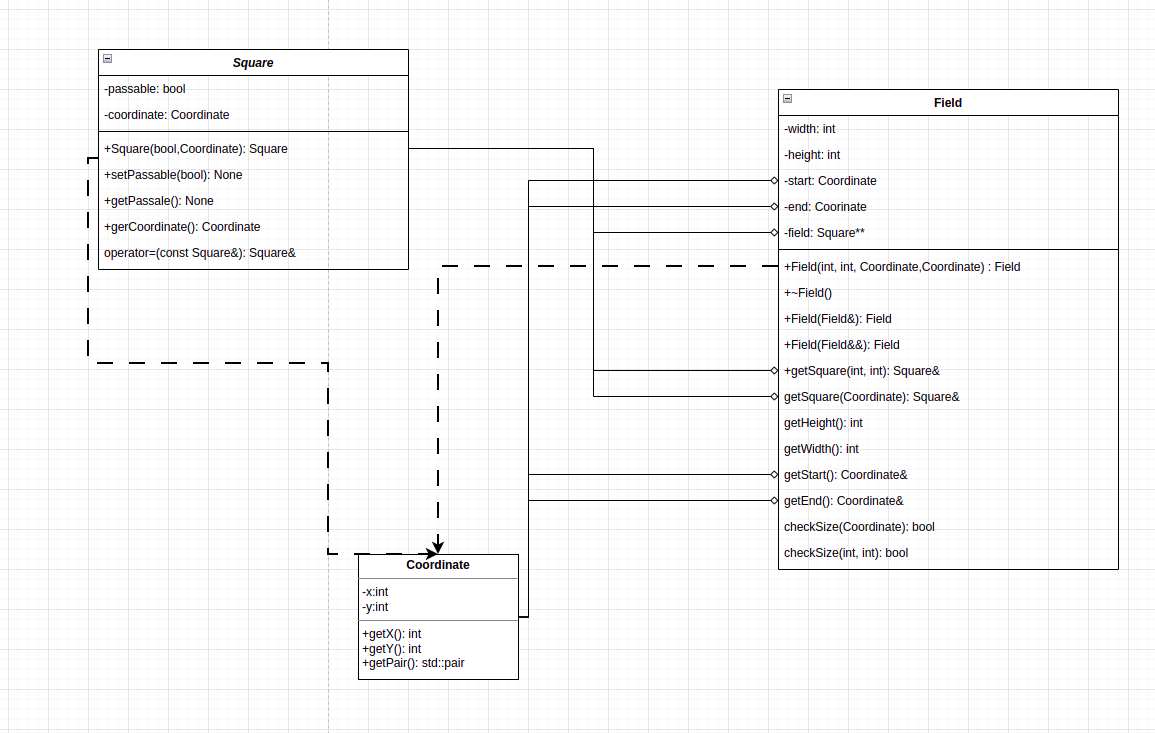 Square
-passable: bool
-coordinate: Coordinate
+Square(bool,Coordinate): Square
+setPassable(bool): None
+getPassale(): None
+gerCoordinate(): Coordinate
operator=(const Square&): Square&
Field
-width: int
-height: int
-start: Coordinate
-end: Coorinate
-field: Square**
+Field(int, int, Coordinate,Coordinate) : Field
+~Field()
+Field(Field&): Field
+Field(Field&&): Field
+getSquare(int, int): Square&
getSquare(Coordinate): Square&
getHeight(): int
getWidth(): int
getStart(): Coordinate&
getEnd(): Coordinate&
checkSize(Coordinate): bool
checkSize(int, int): bool
Coordinate
-x:int
-y:int
+getX(): int
+getY(): int
+getPair(): std::pair